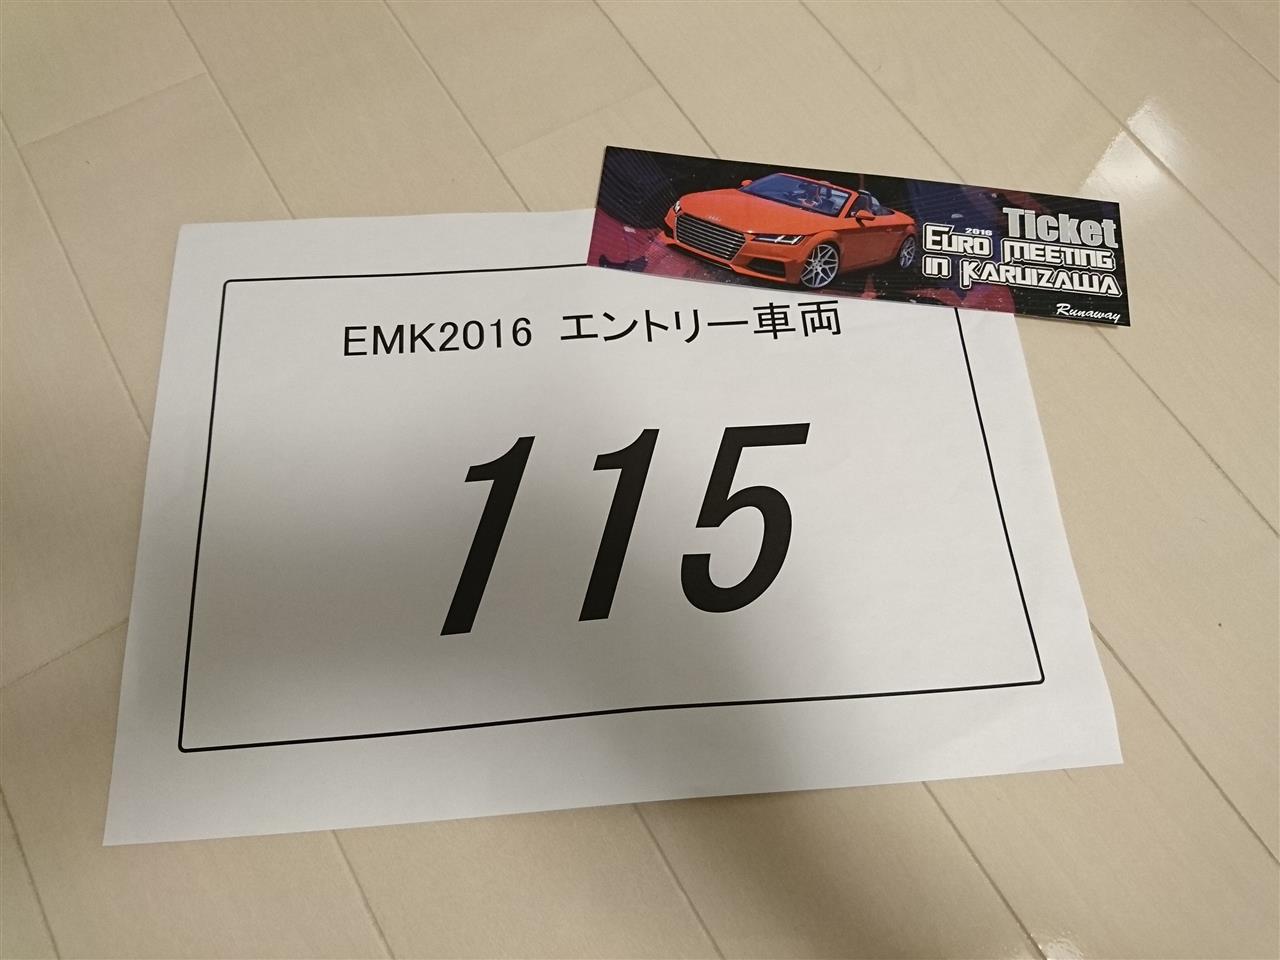 Ticket
2016
EURO MEETING
IN KARUIZAWA
Runaway
EMK2016 エントリー車両
115